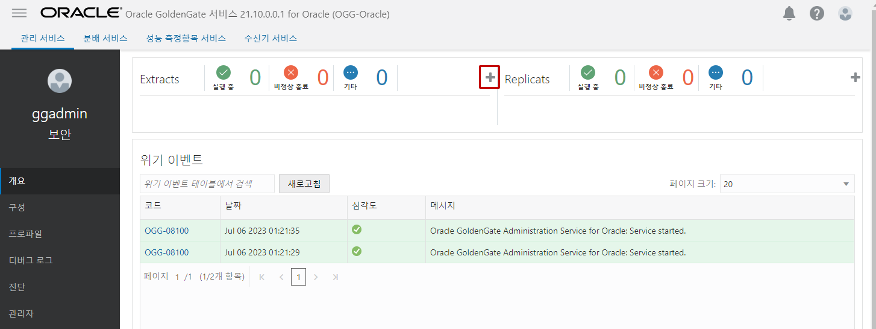 ORACLE® Oracle GoldenGate 서비스 21.10.0.0.1 for Oracle (OGG-Oracle)
관리 서비스 분배 서비스 성능 측정항목 서비스 수신기 서비스
ggadmin
보안
개요
구성
프로파일
디버그 로그
진단
관리자
Extracts 0 0 0 Replicats 0 0 0
실행 중 비정상 종료 기타 실행 중 비정상 종료 기타
위기 이벤트
위기 이벤트 테이블에서 검색 새로고침 페이지 크기: 20
코드 날짜 심각도 메시지
OGG-08100 Jul 06 2023 01:21:35 Oracle GoldenGate Administration Service for Oracle: Service started.
OGG-08100 Jul 06 2023 01:21:29 Oracle GoldenGate Administration Service for Oracle: Service started.
페이지 1 /1 (1/2개 항목) 1